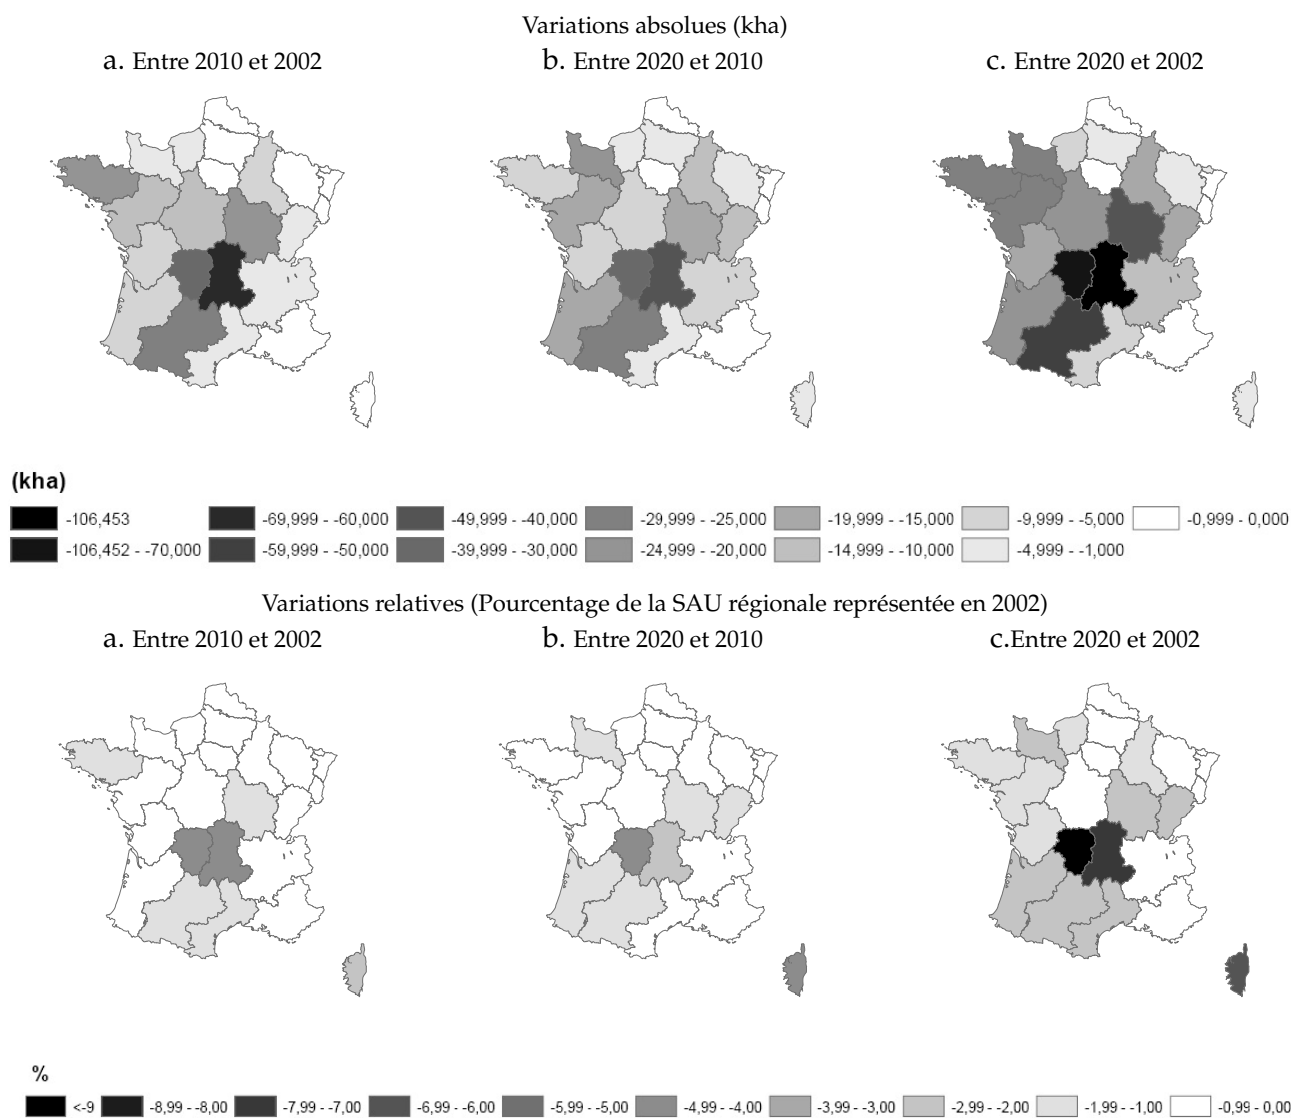 Variations absolues (kha)
a. Entre 2010 et 2002 b. Entre 2020 et 2010 c. Entre 2020 et 2002
(kha)
-106,453 -69,999 - -60,000 -49,999 - -40,000 -29,999 - -25,000 -19,999 - -15,000 -9,999 - -5,000 -0,999 - 0,000
-106,452 - -70,000 -59,999 - -50,000 -39,999 - -30,000 -24,999 - -20,000 -14,999 - -10,000 -4,999 - -1,000
Variations relatives (Pourcentage de la SAU régionale représentée en 2002)
a. Entre 2010 et 2002 b. Entre 2020 et 2010 c.Entre 2020 et 2002
%
<-9 -8,99 - -8,00 -7,99 - -7,00 -6,99 - -6,00 -5,99 - -5,00 -4,99 - -4,00 -3,99 - -3,00 -2,99 - -2,00 -1,99 - -1,00 -0,99 - 0,00